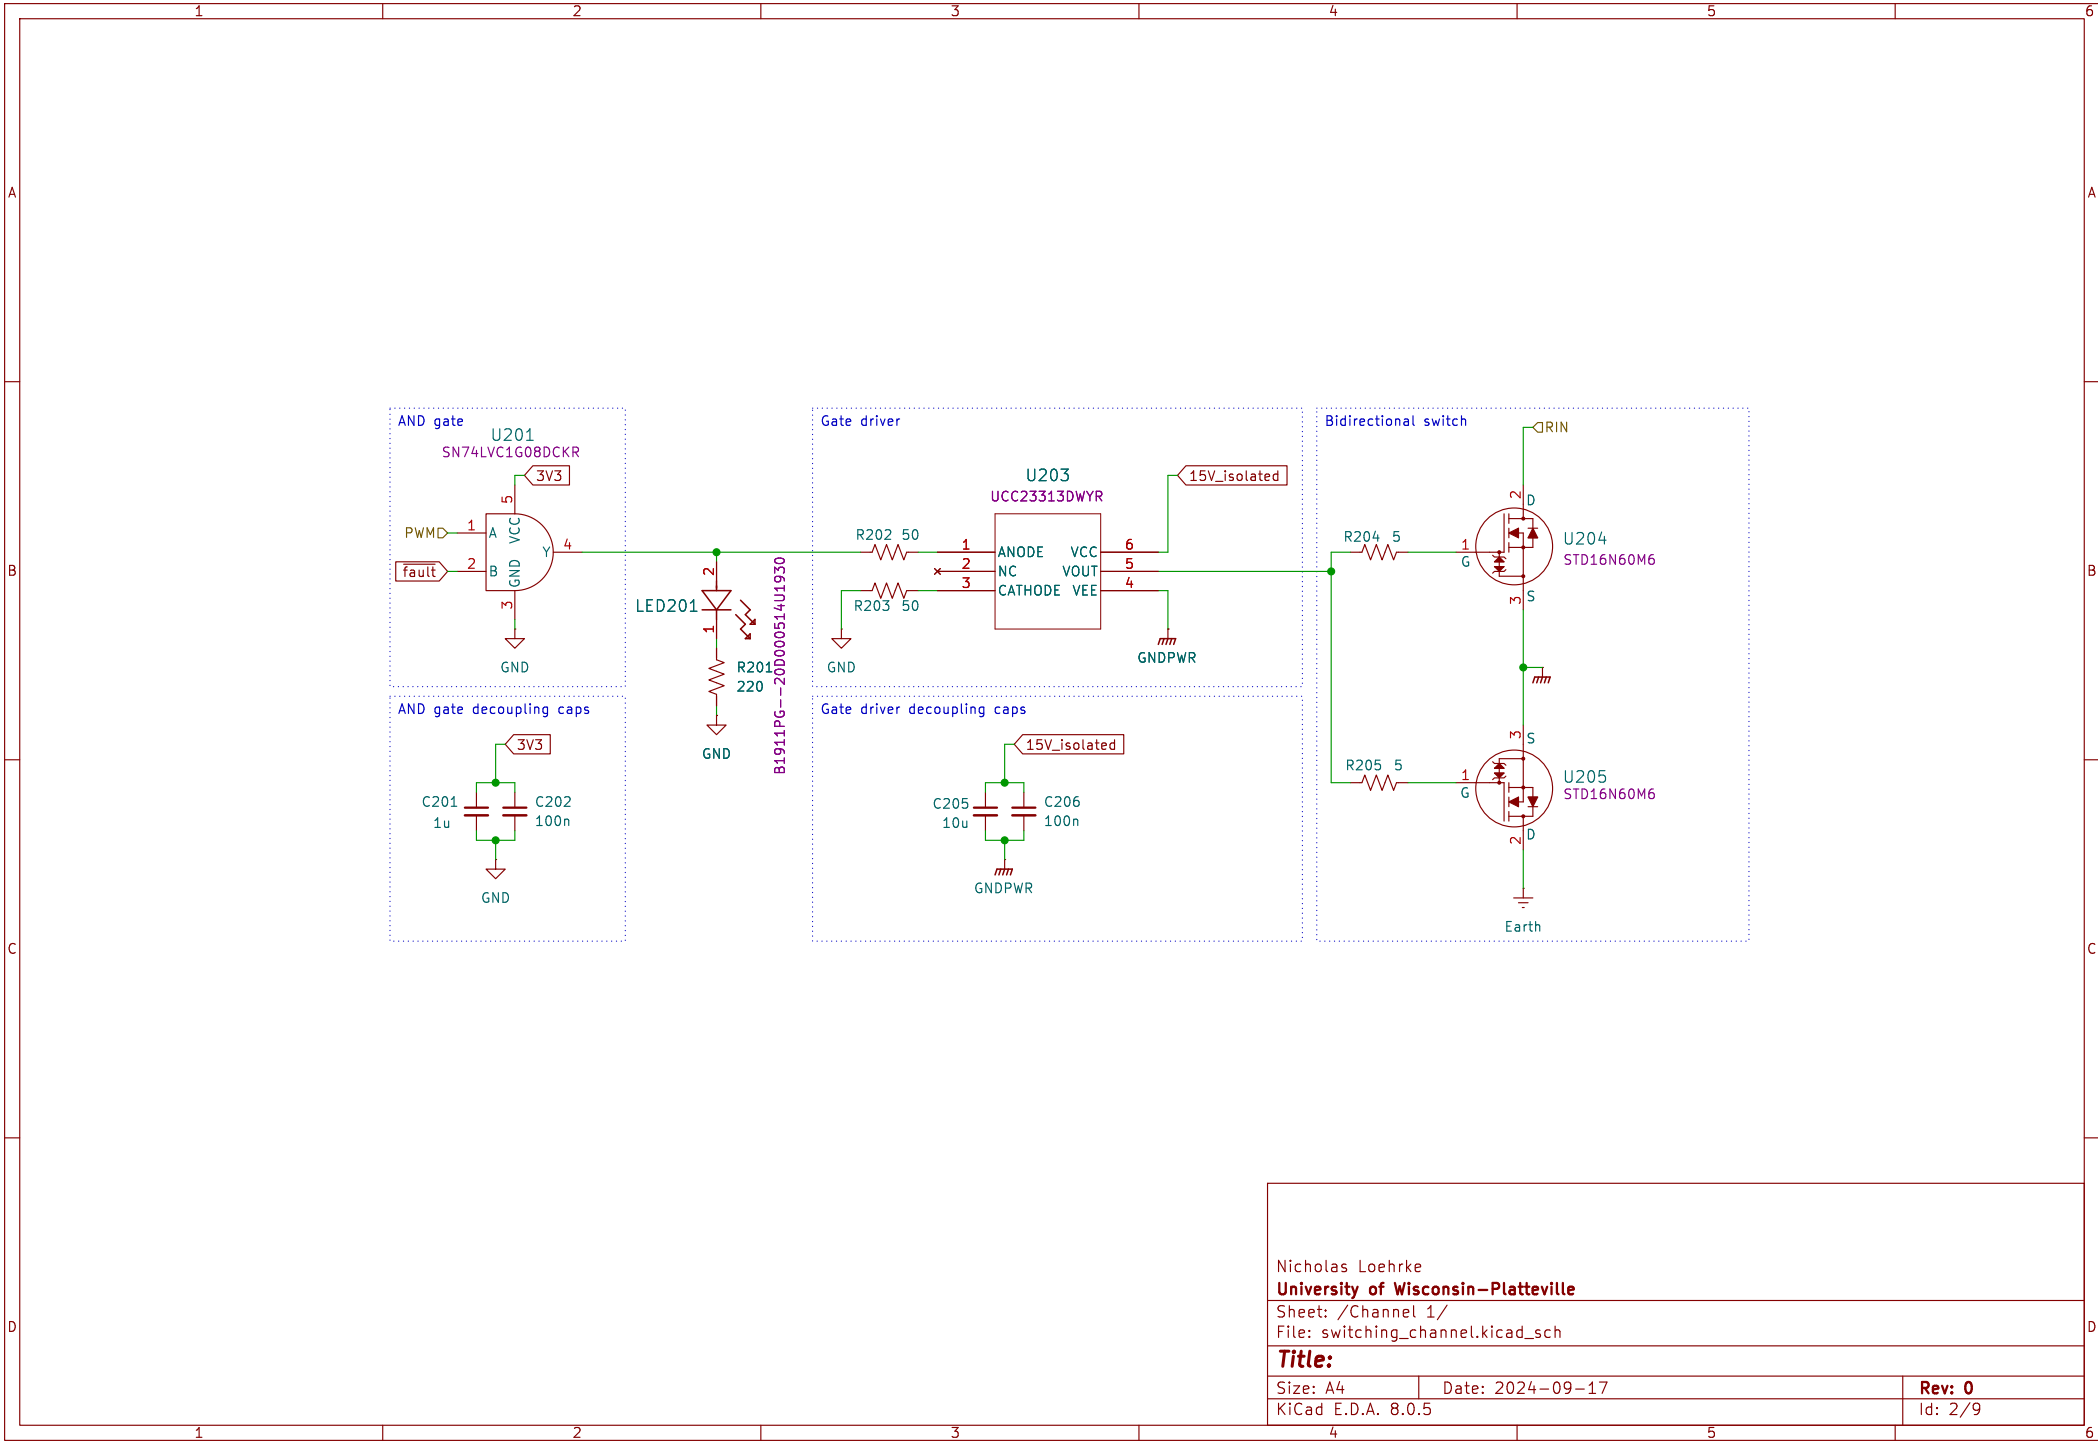 1 2 3 4 5 6
A A
B B
C C
D D
AND gate
U201
SN74LVC1G08DCKR
3V3
5
VCC
PWM 1 A
Y 4
fault 2 B
GND
3
GND
AND gate decoupling caps
3V3
C201
1u
C202
100n
GND
2
LED201
1
B1911PG--20D000514U1930
R201
220
GND
Gate driver
U203
UCC23313DWYR
15V_isolated
R202 50
1 ANODE VCC 6
2 NC VOUT 5
3 CATHODE VEE 4
R203 50
GND
GNDPWR
Gate driver decoupling caps
15V_isolated
C205
10u
C206
100n
GNDPWR
Bidirectional switch
RIN
2 D
R204 5
1
G
U204
STD16N60M6
3 S
3 S
R205 5
1
G
U205
STD16N60M6
2 D
Earth
Nicholas Loehrke
University of Wisconsin-Platteville
Sheet: /Channel 1/
File: switching_channel.kicad_sch
Title:
Size: A4 Date: 2024-09-17 Rev: 0
KiCad E.D.A. 8.0.5 Id: 2/9
1 2 3 4 5 6